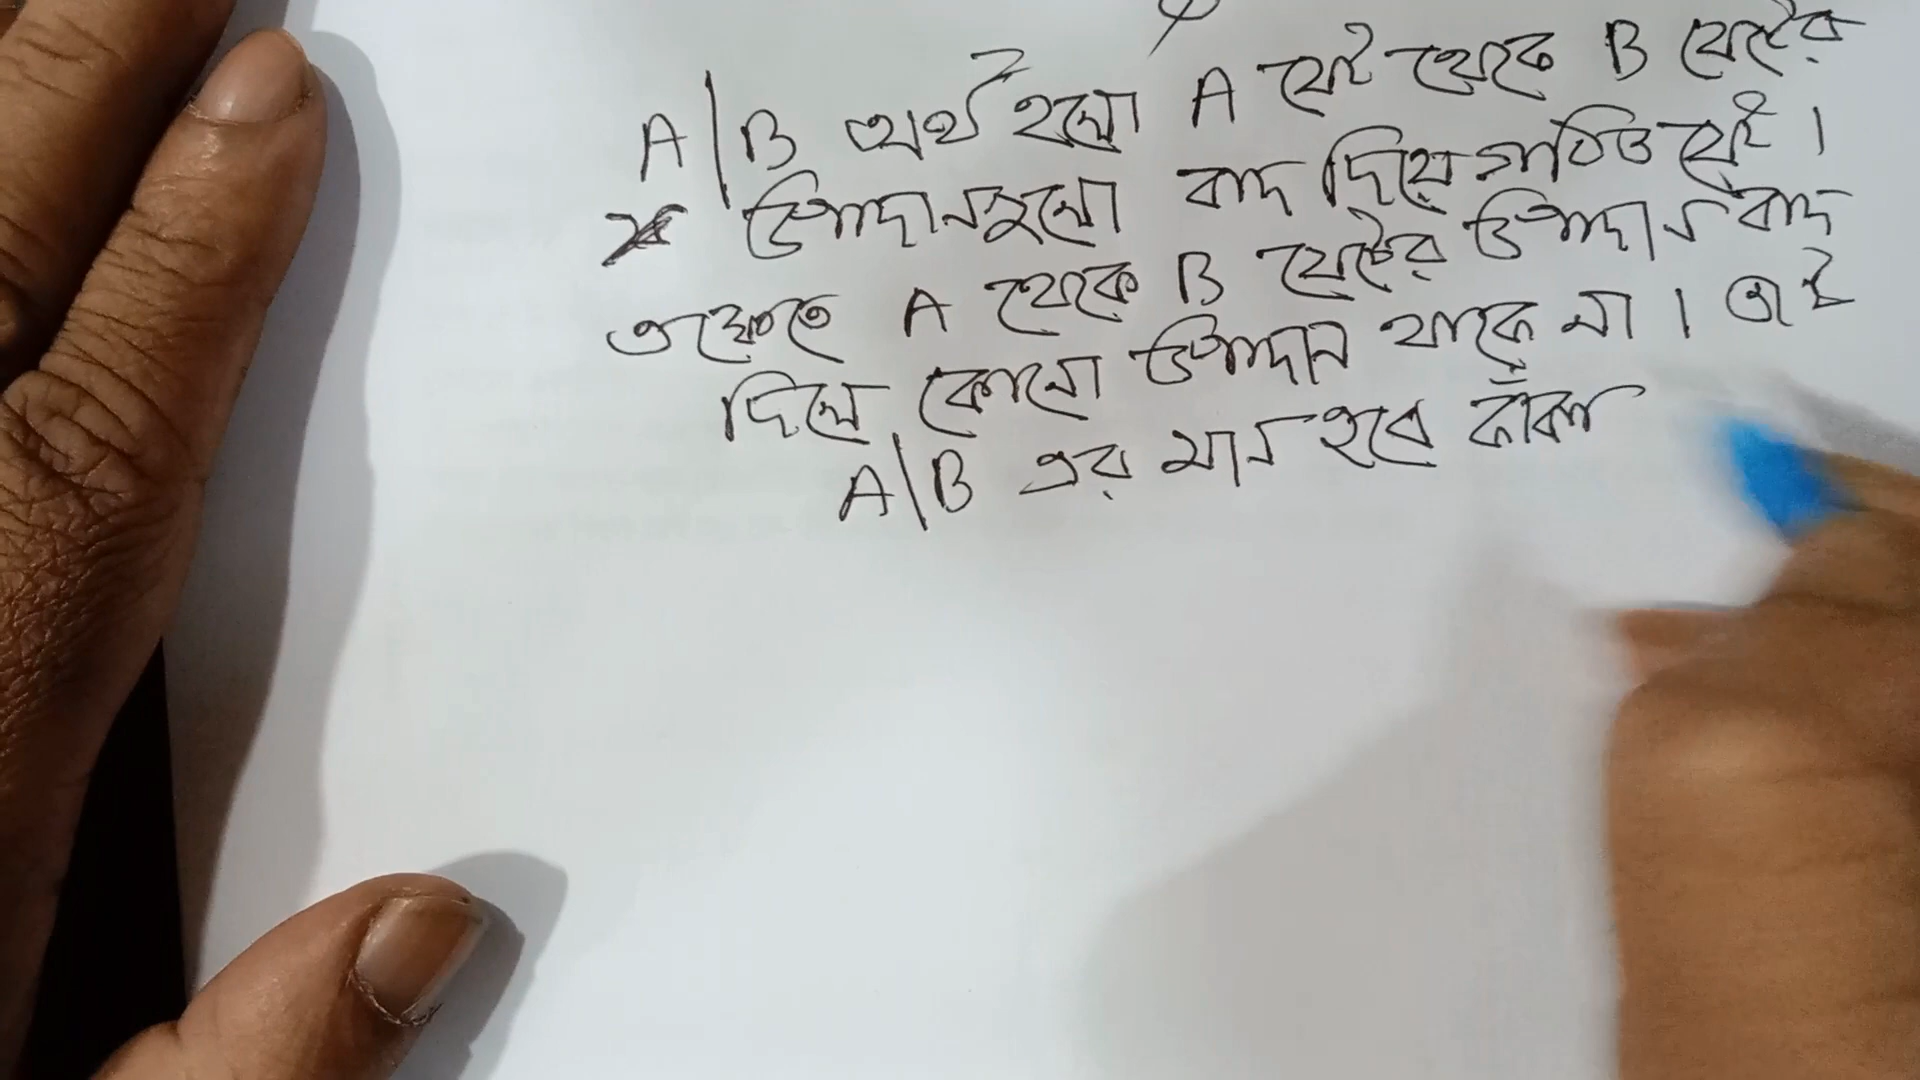 A\B অর্থ হলো A সেট থেকে B সেটের
উপাদানগুলো বাদ দিয়ে গঠিত সেট।
এক্ষেত্রে A থেকে B সেটের উপাদান বাদ
দিলে কোনো উপাদান থাকে না। তাই
A\B এর মান হবে ফাঁকা